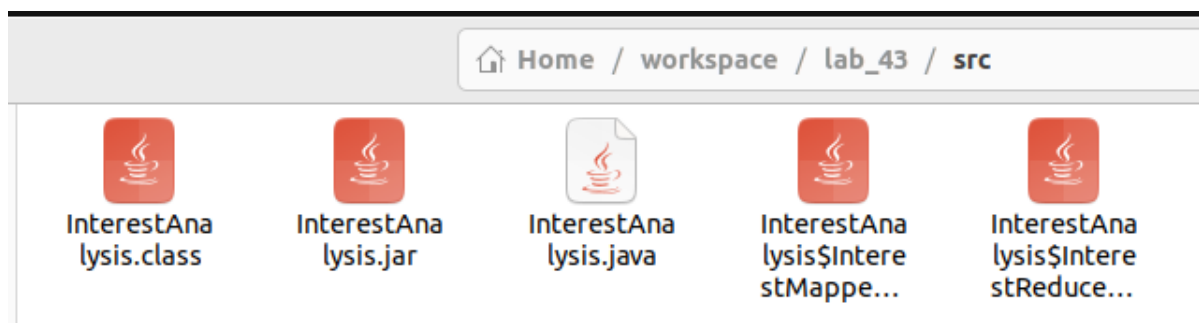 Home / workspace / lab_43 / src
InterestAna
lysis.class
InterestAna
lysis.jar
InterestAna
lysis.java
InterestAna
lysis$Intere
stMappe...
InterestAna
lysis$Intere
stReduce...